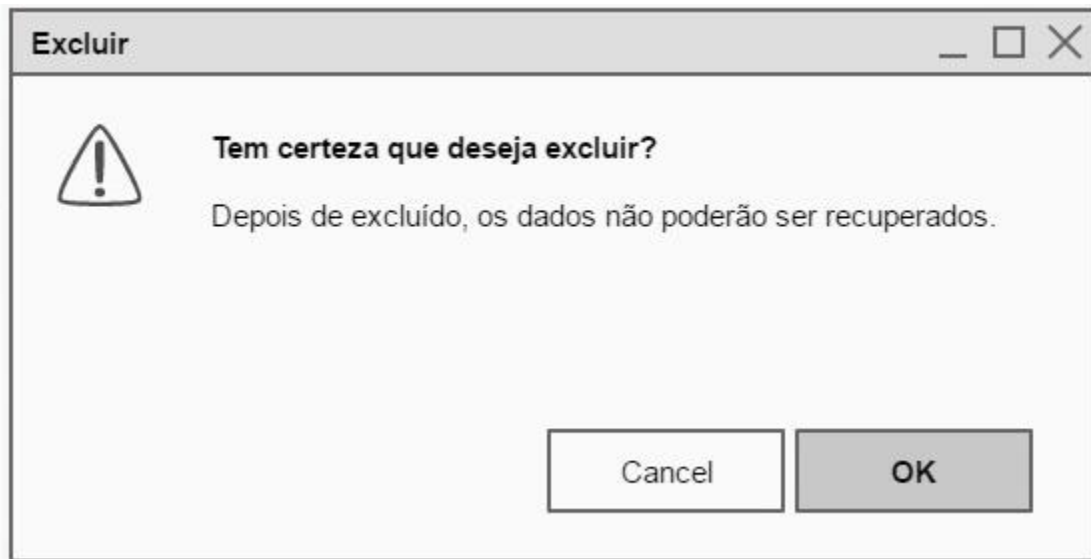 Excluir
Tem certeza que deseja excluir?
Depois de excluído, os dados não poderão ser recuperados.
Cancel OK